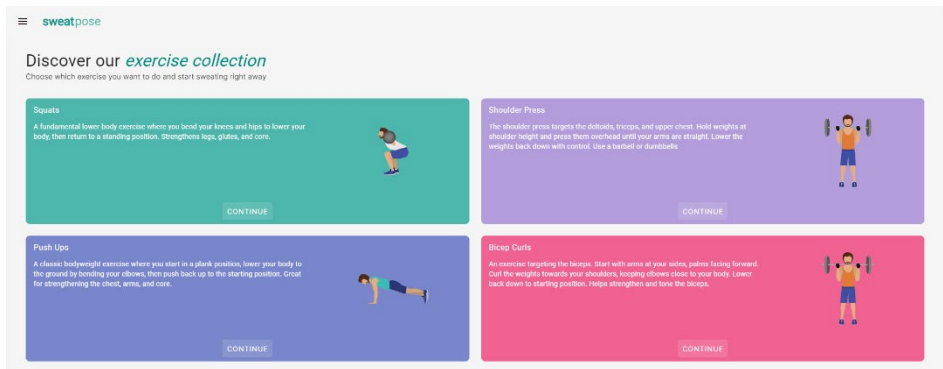 sweatpose
Discover our exercise collection
Choose which exercise you want to do and start sweating right away
Squats
A fundamental lower body exercise where you bend your knees and hips to lower your
body, then return to a standing position. Strengthens legs, glutes, and core.
CONTINUE
Shoulder Press
The shoulder press targets the deltoids, triceps, and upper chest. Hold weights at
shoulder height and press them overhead until your arms are straight. Lower the
weights back down with control. Use a barbell or dumbbells
CONTINUE
Push Ups
A classic bodyweight exercise where you start in a plank position, lower your body to
the ground by bending your elbows, then push back up to the starting position. Great
for strengthening the chest, arms, and core.
CONTINUE
Bicep Curls
An exercise targeting the biceps. Start with arms at your sides, palms facing forward.
Curl the weights towards your shoulders, keeping elbows close to your body. Lower
back down to starting position. Helps strengthen and tone the biceps.
CONTINUE